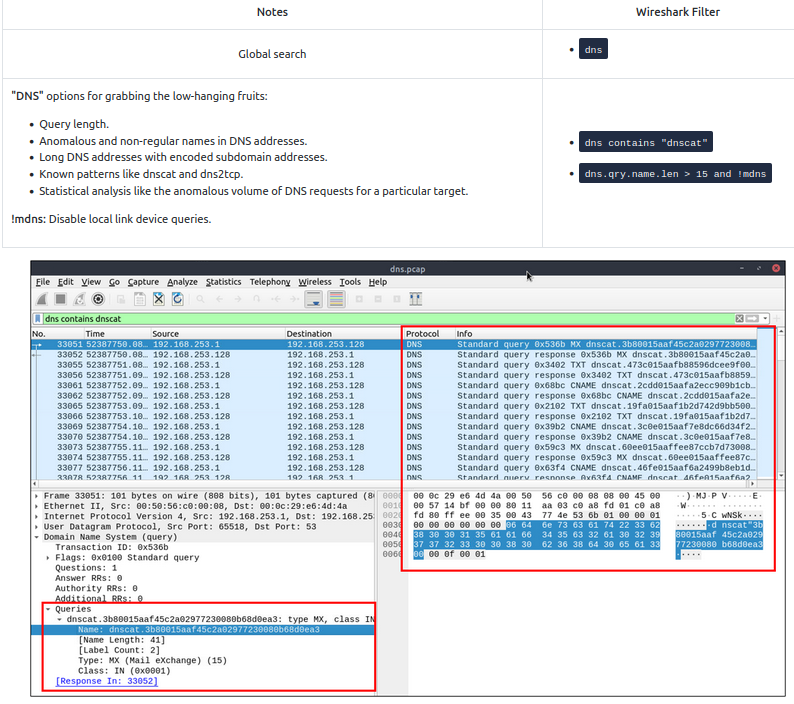 Notes
Wireshark Filter
Global search
dns
"DNS" options for grabbing the low-hanging fruits:
Query length.
Anomalous and non-regular names in DNS addresses.
Long DNS addresses with encoded subdomain addresses.
Known patterns like dnscat and dns2tcp.
Statistical analysis like the anomalous volume of DNS requests for a particular target.
!mdns: Disable local link device queries.
dns contains "dnscat"
dns.qry.name.len > 15 and !mdns
dns.pcap
File Edit View Go Capture Analyze Statistics Telephony Wireless Tools Help
dns contains dnscat
No. Time Source Destination Protocol Info
33051 52387750.08… 192.168.253.1 192.168.253.128 DNS Standard query 0x536b MX dnscat.3b80015aaf45c2a0297723008…
33052 52387750.08… 192.168.253.128 192.168.253.1 DNS Standard query response 0x536b MX dnscat.3b80015aaf45c2a0…
33055 52387751.08… 192.168.253.1 192.168.253.128 DNS Standard query 0x3402 TXT dnscat.473c015aafb88596dcee9f00…
33058 52387751.09… 192.168.253.128 192.168.253.1 DNS Standard query response 0x3402 TXT dnscat.473c015aafb8859…
33061 52387752.09… 192.168.253.1 192.168.253.128 DNS Standard query 0x68bc CNAME dnscat.2cdd015aafa2ecc909b1cb…
33062 52387752.09… 192.168.253.128 192.168.253.1 DNS Standard query response 0x68bc CNAME dnscat.2cdd015aafa2e…
33065 52387753.10… 192.168.253.1 192.168.253.128 DNS Standard query 0x2102 TXT dnscat.19fa015aaf1b2d742d9bb500…
33066 52387753.10… 192.168.253.128 192.168.253.1 DNS Standard query response 0x2102 TXT dnscat.19fa015aaf1b2d7…
33069 52387754.10… 192.168.253.1 192.168.253.128 DNS Standard query 0x39b2 CNAME dnscat.3c0e015aaf7e8dc66d34f2…
33070 52387754.10… 192.168.253.128 192.168.253.1 DNS Standard query response 0x39b2 CNAME dnscat.3c0e015aaf7e8…
33073 52387755.11… 192.168.253.1 192.168.253.128 DNS Standard query 0x59c3 MX dnscat.60ee015aaffee87ccb7d73008…
33074 52387755.11… 192.168.253.128 192.168.253.1 DNS Standard query response 0x59c3 MX dnscat.60ee015aaffee87c…
33077 52387756.11… 192.168.253.1 192.168.253.128 DNS Standard query 0x63f4 CNAME dnscat.46fe015aaf6a2499b8eb1d…
33078 52387756.11… 192.168.253.128 192.168.253.1 DNS Standard query response 0x63f4 CNAME dnscat.46fe015aaf6a2…
Frame 33051: 101 bytes on wire (808 bits), 101 bytes captured (80
Ethernet II, Src: 00:50:56:c0:00:08, Dst: 00:0c:29:e6:4d:4a
Internet Protocol Version 4, Src: 192.168.253.1, Dst: 192.168.253
User Datagram Protocol, Src Port: 65518, Dst Port: 53
Domain Name System (query)
Transaction ID: 0x536b
Flags: 0x0100 Standard query
Questions: 1
Answer RRs: 0
Authority RRs: 0
Additional RRs: 0
Queries
dnscat.3b80015aaf45c2a02977230080b68d0ea3: type MX, class IN
Name: dnscat.3b80015aaf45c2a02977230080b68d0ea3
[Name Length: 41]
[Label Count: 2]
Type: MX (Mail eXchange) (15)
Class: IN (0x0001)
[Response In: 33052]
0000 00 0c 29 e6 4d 4a 00 50 56 c0 00 08 08 00 45 00 ··)·MJ·P V·····E·
0010 00 57 14 bf 00 00 80 11 a9 03 c0 a8 fd 01 c0 a8 ·W······ ········
0020 fd 80 ff ee 00 35 00 43 77 4e 53 6b 01 00 00 01 ·····5·C wNSk····
0030 00 00 00 00 00 00 06 64 6e 73 63 61 74 22 33 62 ·······d nscat"3b
0040 38 30 30 31 35 61 61 66 34 35 63 32 61 30 32 39 80015aaf 45c2a029
0050 37 37 32 33 30 30 38 30 62 36 38 64 30 65 61 33 77230080 b68d0ea3
0060 00 00 0f 00 01 ·····